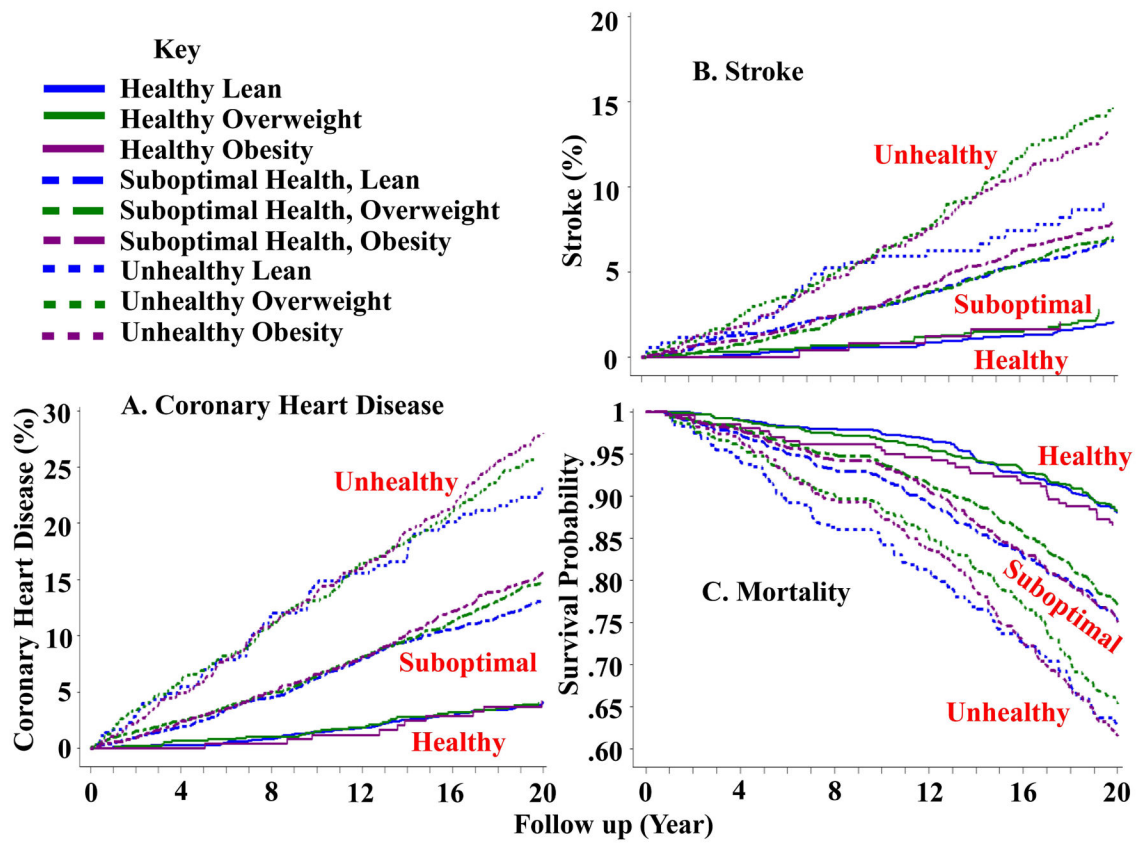 Key
Healthy Lean
Healthy Overweight
Healthy Obesity
Suboptimal Health, Lean
Suboptimal Health, Overweight
Suboptimal Health, Obesity
Unhealthy Lean
Unhealthy Overweight
Unhealthy Obesity
B. Stroke
Stroke (%)
20
15
10
5
0
Unhealthy
Suboptimal
Healthy
A. Coronary Heart Disease
Coronary Heart Disease (%)
30
25
20
15
10
5
0
Unhealthy
Suboptimal
Healthy
0 4 8 12 16 20
C. Mortality
Survival Probability
1
.95
.90
.85
.80
.75
.70
.65
.60
Healthy
Suboptimal
Unhealthy
0 4 8 12 16 20
Follow up (Year)